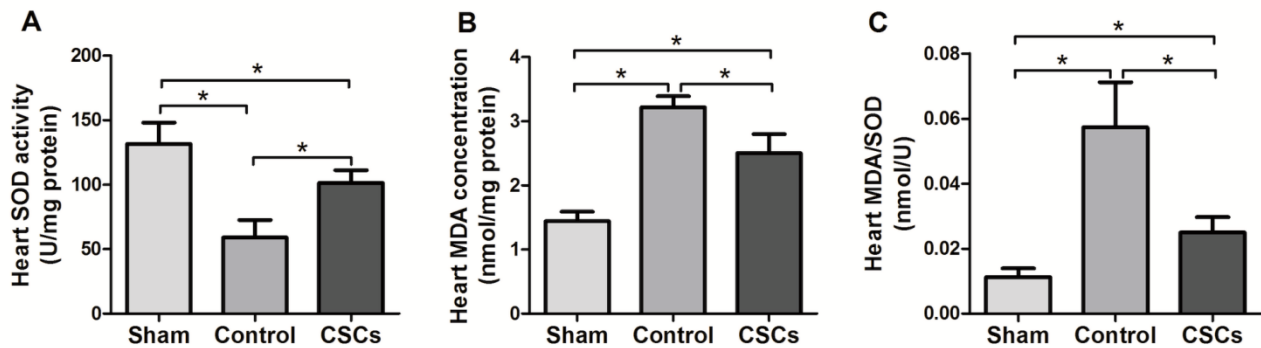 A
Heart SOD activity
(U/mg protein)
200
150
100
50
0
*
*
*
Sham Control CSCs
B
Heart MDA concentration
(nmol/mg protein)
4
3
2
1
0
*
*
*
Sham Control CSCs
C
Heart MDA/SOD
(nmol/U)
0.08
0.06
0.04
0.02
0.00
*
*
*
Sham Control CSCs